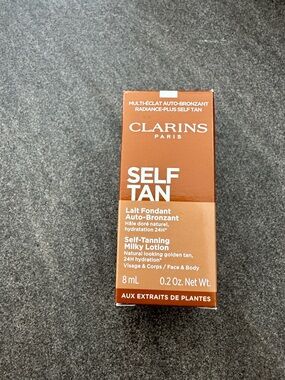 MULTI-ÉCLAT AUTO-BRONZANT
RADIANCE-PLUS SELF TAN
CLARINS
PARIS
SELF
TAN
Lait Fondant
Auto-Bronzant
Hâle doré naturel,
hydratation 24H*
Self-Tanning
Milky Lotion
Natural looking golden tan,
24H hydration*
Visage & Corps / Face & Body
8 mL 0.2 Oz. Net Wt.
AUX EXTRAITS DE PLANTES